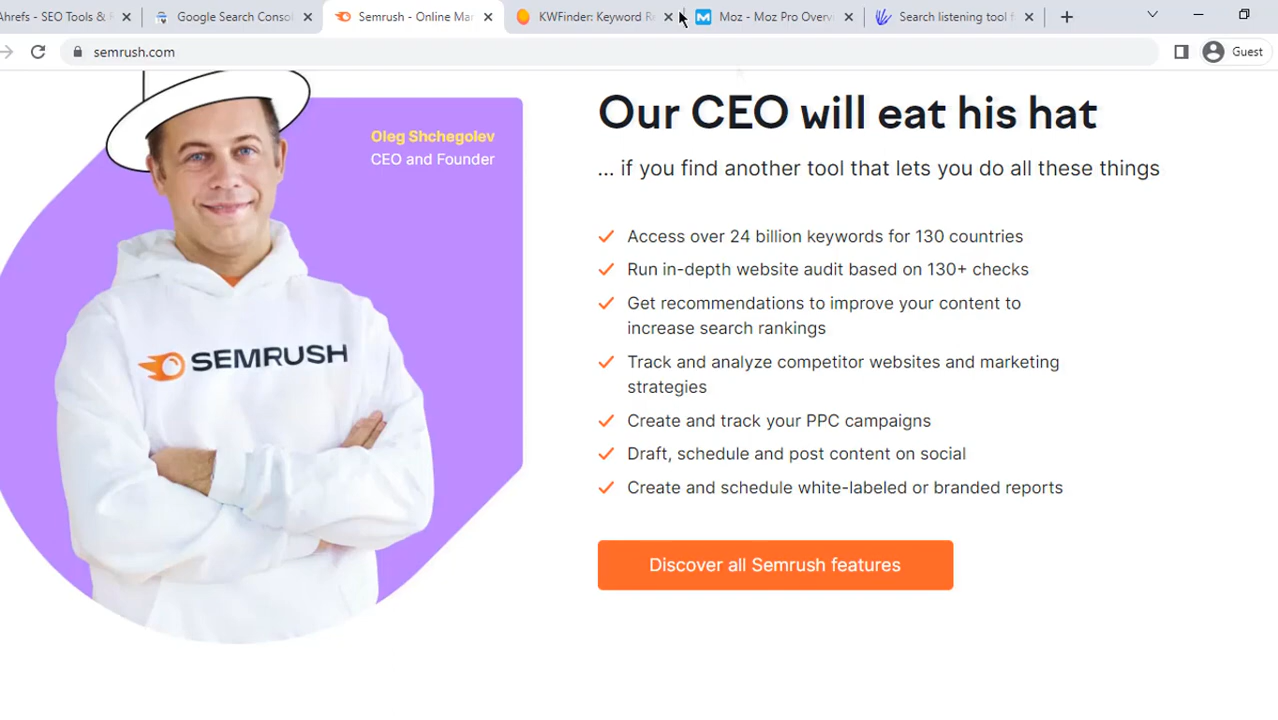 Ahrefs - SEO Tools &
Google Search Conso
Semrush - Online Mar
KWFinder: Keyword R
Moz - Moz Pro Overv
Search listening tool f
semrush.com
Guest
Oleg Shchegolev
CEO and Founder
SEMRUSH
Our CEO will eat his hat
... if you find another tool that lets you do all these things
Access over 24 billion keywords for 130 countries
Run in-depth website audit based on 130+ checks
Get recommendations to improve your content to
increase search rankings
Track and analyze competitor websites and marketing
strategies
Create and track your PPC campaigns
Draft, schedule and post content on social
Create and schedule white-labeled or branded reports
Discover all Semrush features